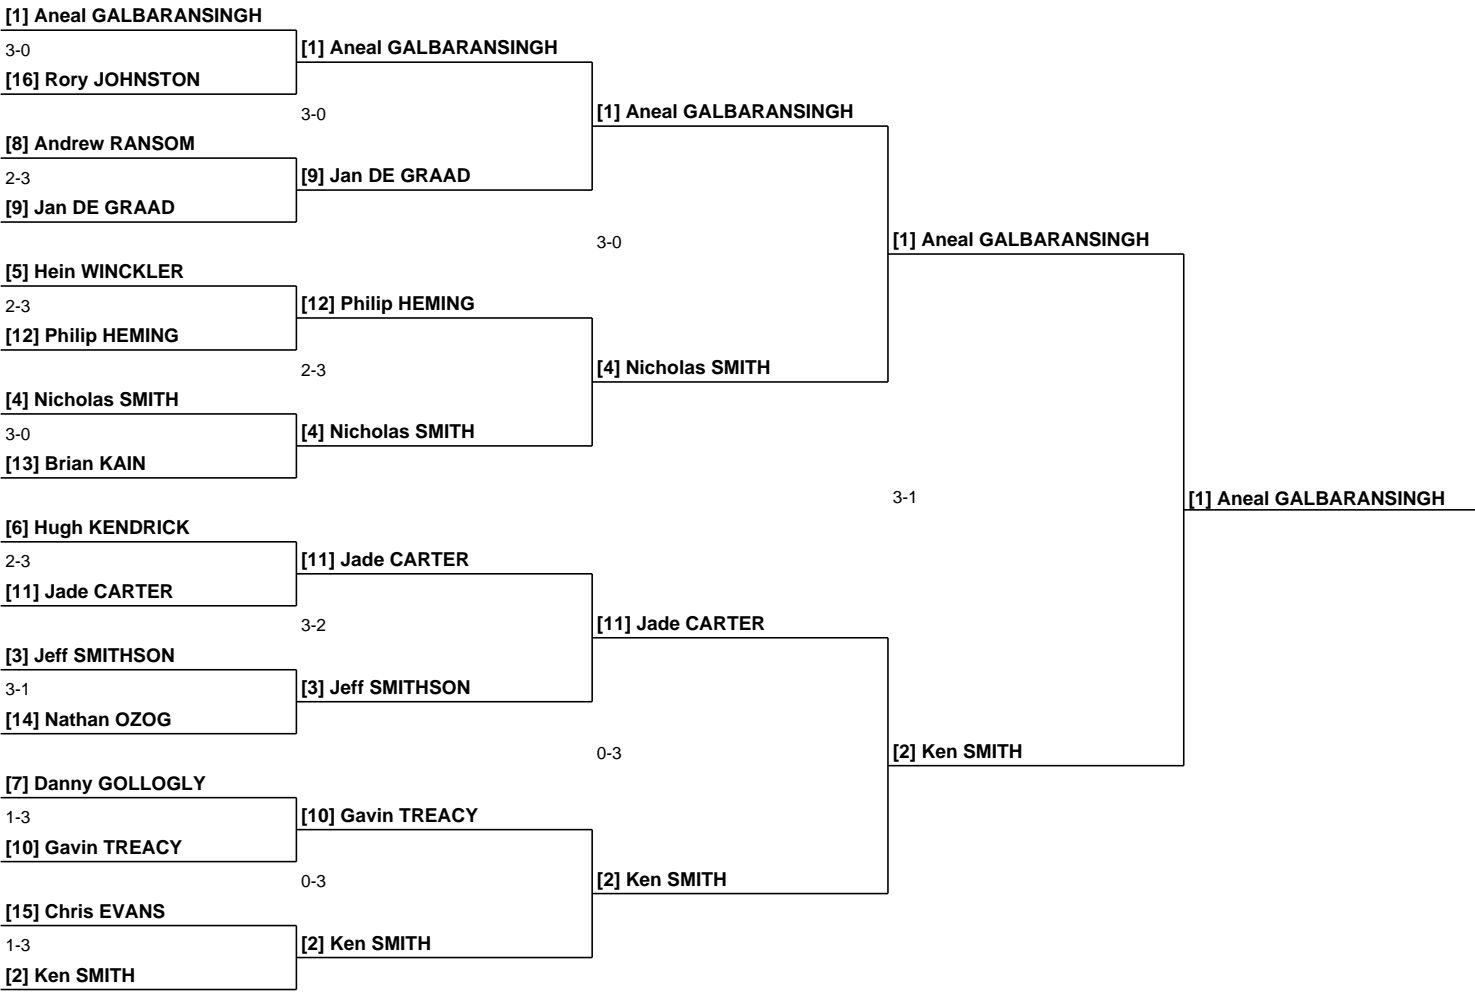 [1] Aneal GALBARANSINGH
3-0
[16] Rory JOHNSTON
[8] Andrew RANSOM
2-3
[9] Jan DE GRAAD
[5] Hein WINCKLER
2-3
[12] Philip HEMING
[4] Nicholas SMITH
3-0
[13] Brian KAIN
[6] Hugh KENDRICK
2-3
[11] Jade CARTER
[3] Jeff SMITHSON
3-1
[14] Nathan OZOG
[7] Danny GOLLOGLY
1-3
[10] Gavin TREACY
[15] Chris EVANS
1-3
[2] Ken SMITH
[1] Aneal GALBARANSINGH
3-0
[9] Jan DE GRAAD
[12] Philip HEMING
2-3
[4] Nicholas SMITH
[11] Jade CARTER
3-2
[3] Jeff SMITHSON
[10] Gavin TREACY
0-3
[2] Ken SMITH
[1] Aneal GALBARANSINGH
3-0
[4] Nicholas SMITH
[11] Jade CARTER
0-3
[2] Ken SMITH
[1] Aneal GALBARANSINGH
3-1
[2] Ken SMITH
[1] Aneal GALBARANSINGH